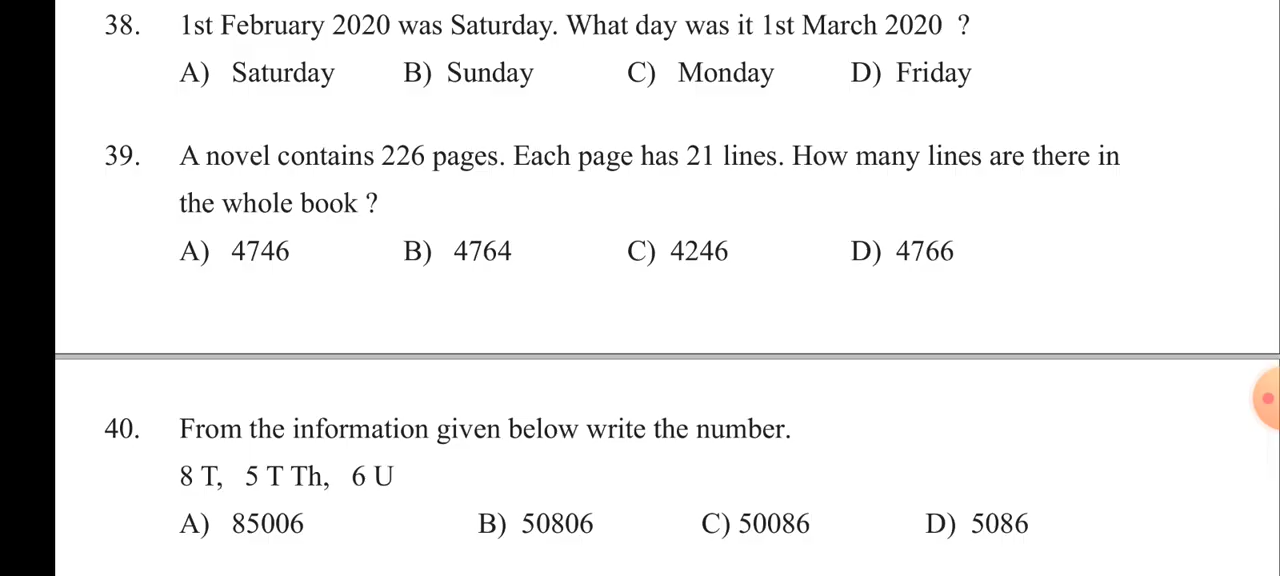 38. 1st February 2020 was Saturday. What day was it 1st March 2020 ?
A) Saturday B) Sunday C) Monday D) Friday
39. A novel contains 226 pages. Each page has 21 lines. How many lines are there in
the whole book ?
A) 4746 B) 4764 C) 4246 D) 4766
40. From the information given below write the number.
8 T, 5 T Th, 6 U
A) 85006 B) 50806 C) 50086 D) 5086